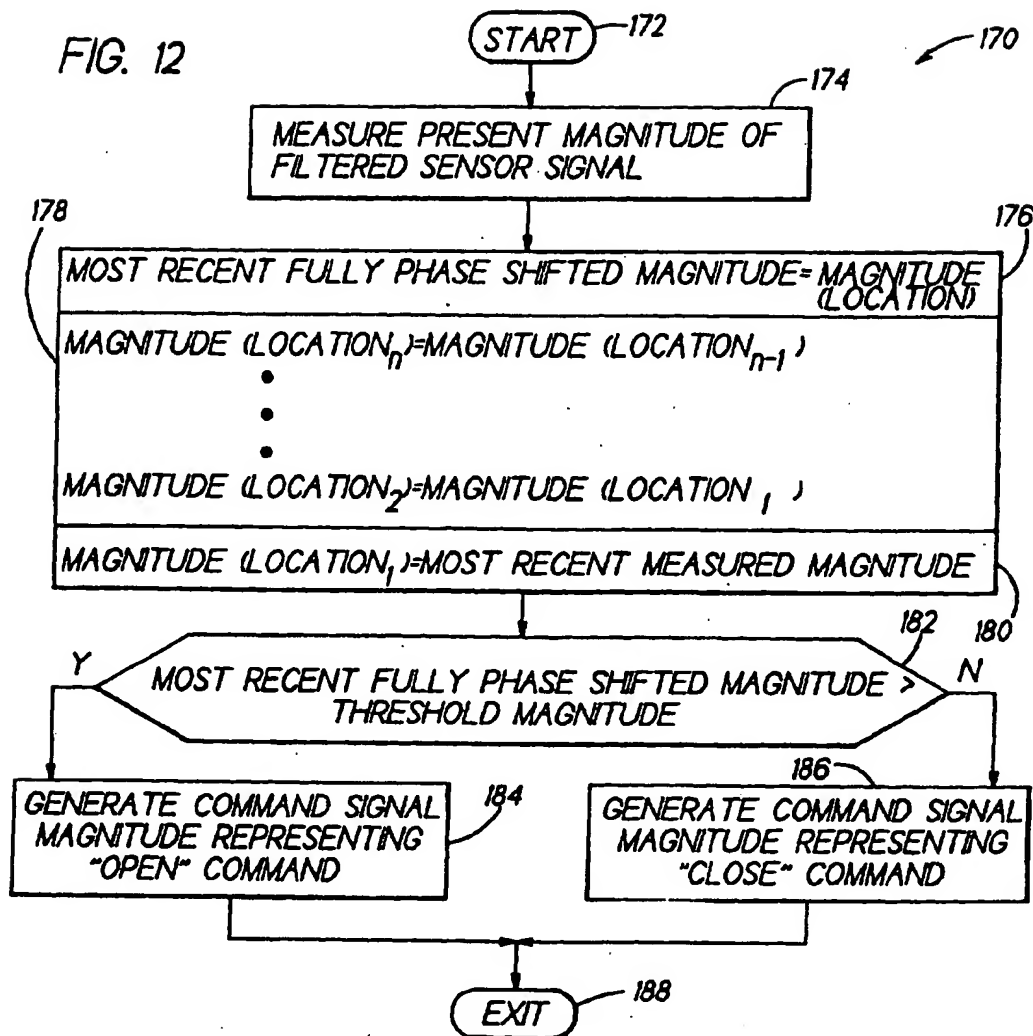 FIG. 12
START
172
170
174
MEASURE PRESENT MAGNITUDE OF
FILTERED SENSOR SIGNAL
178
176
MOST RECENT FULLY PHASE SHIFTED MAGNITUDE= MAGNITUDE
(LOCATION)
MAGNITUDE (LOCATIONn)=MAGNITUDE (LOCATIONn-1)
MAGNITUDE (LOCATION2)=MAGNITUDE (LOCATION 1 )
MAGNITUDE (LOCATION1)=MOST RECENT MEASURED MAGNITUDE
180
182
Y
N
MOST RECENT FULLY PHASE SHIFTED MAGNITUDE >
THRESHOLD MAGNITUDE
184
GENERATE COMMAND SIGNAL
MAGNITUDE REPRESENTING
"OPEN" COMMAND
186
GENERATE COMMAND SIGNAL
MAGNITUDE REPRESENTING
"CLOSE" COMMAND
EXIT
188